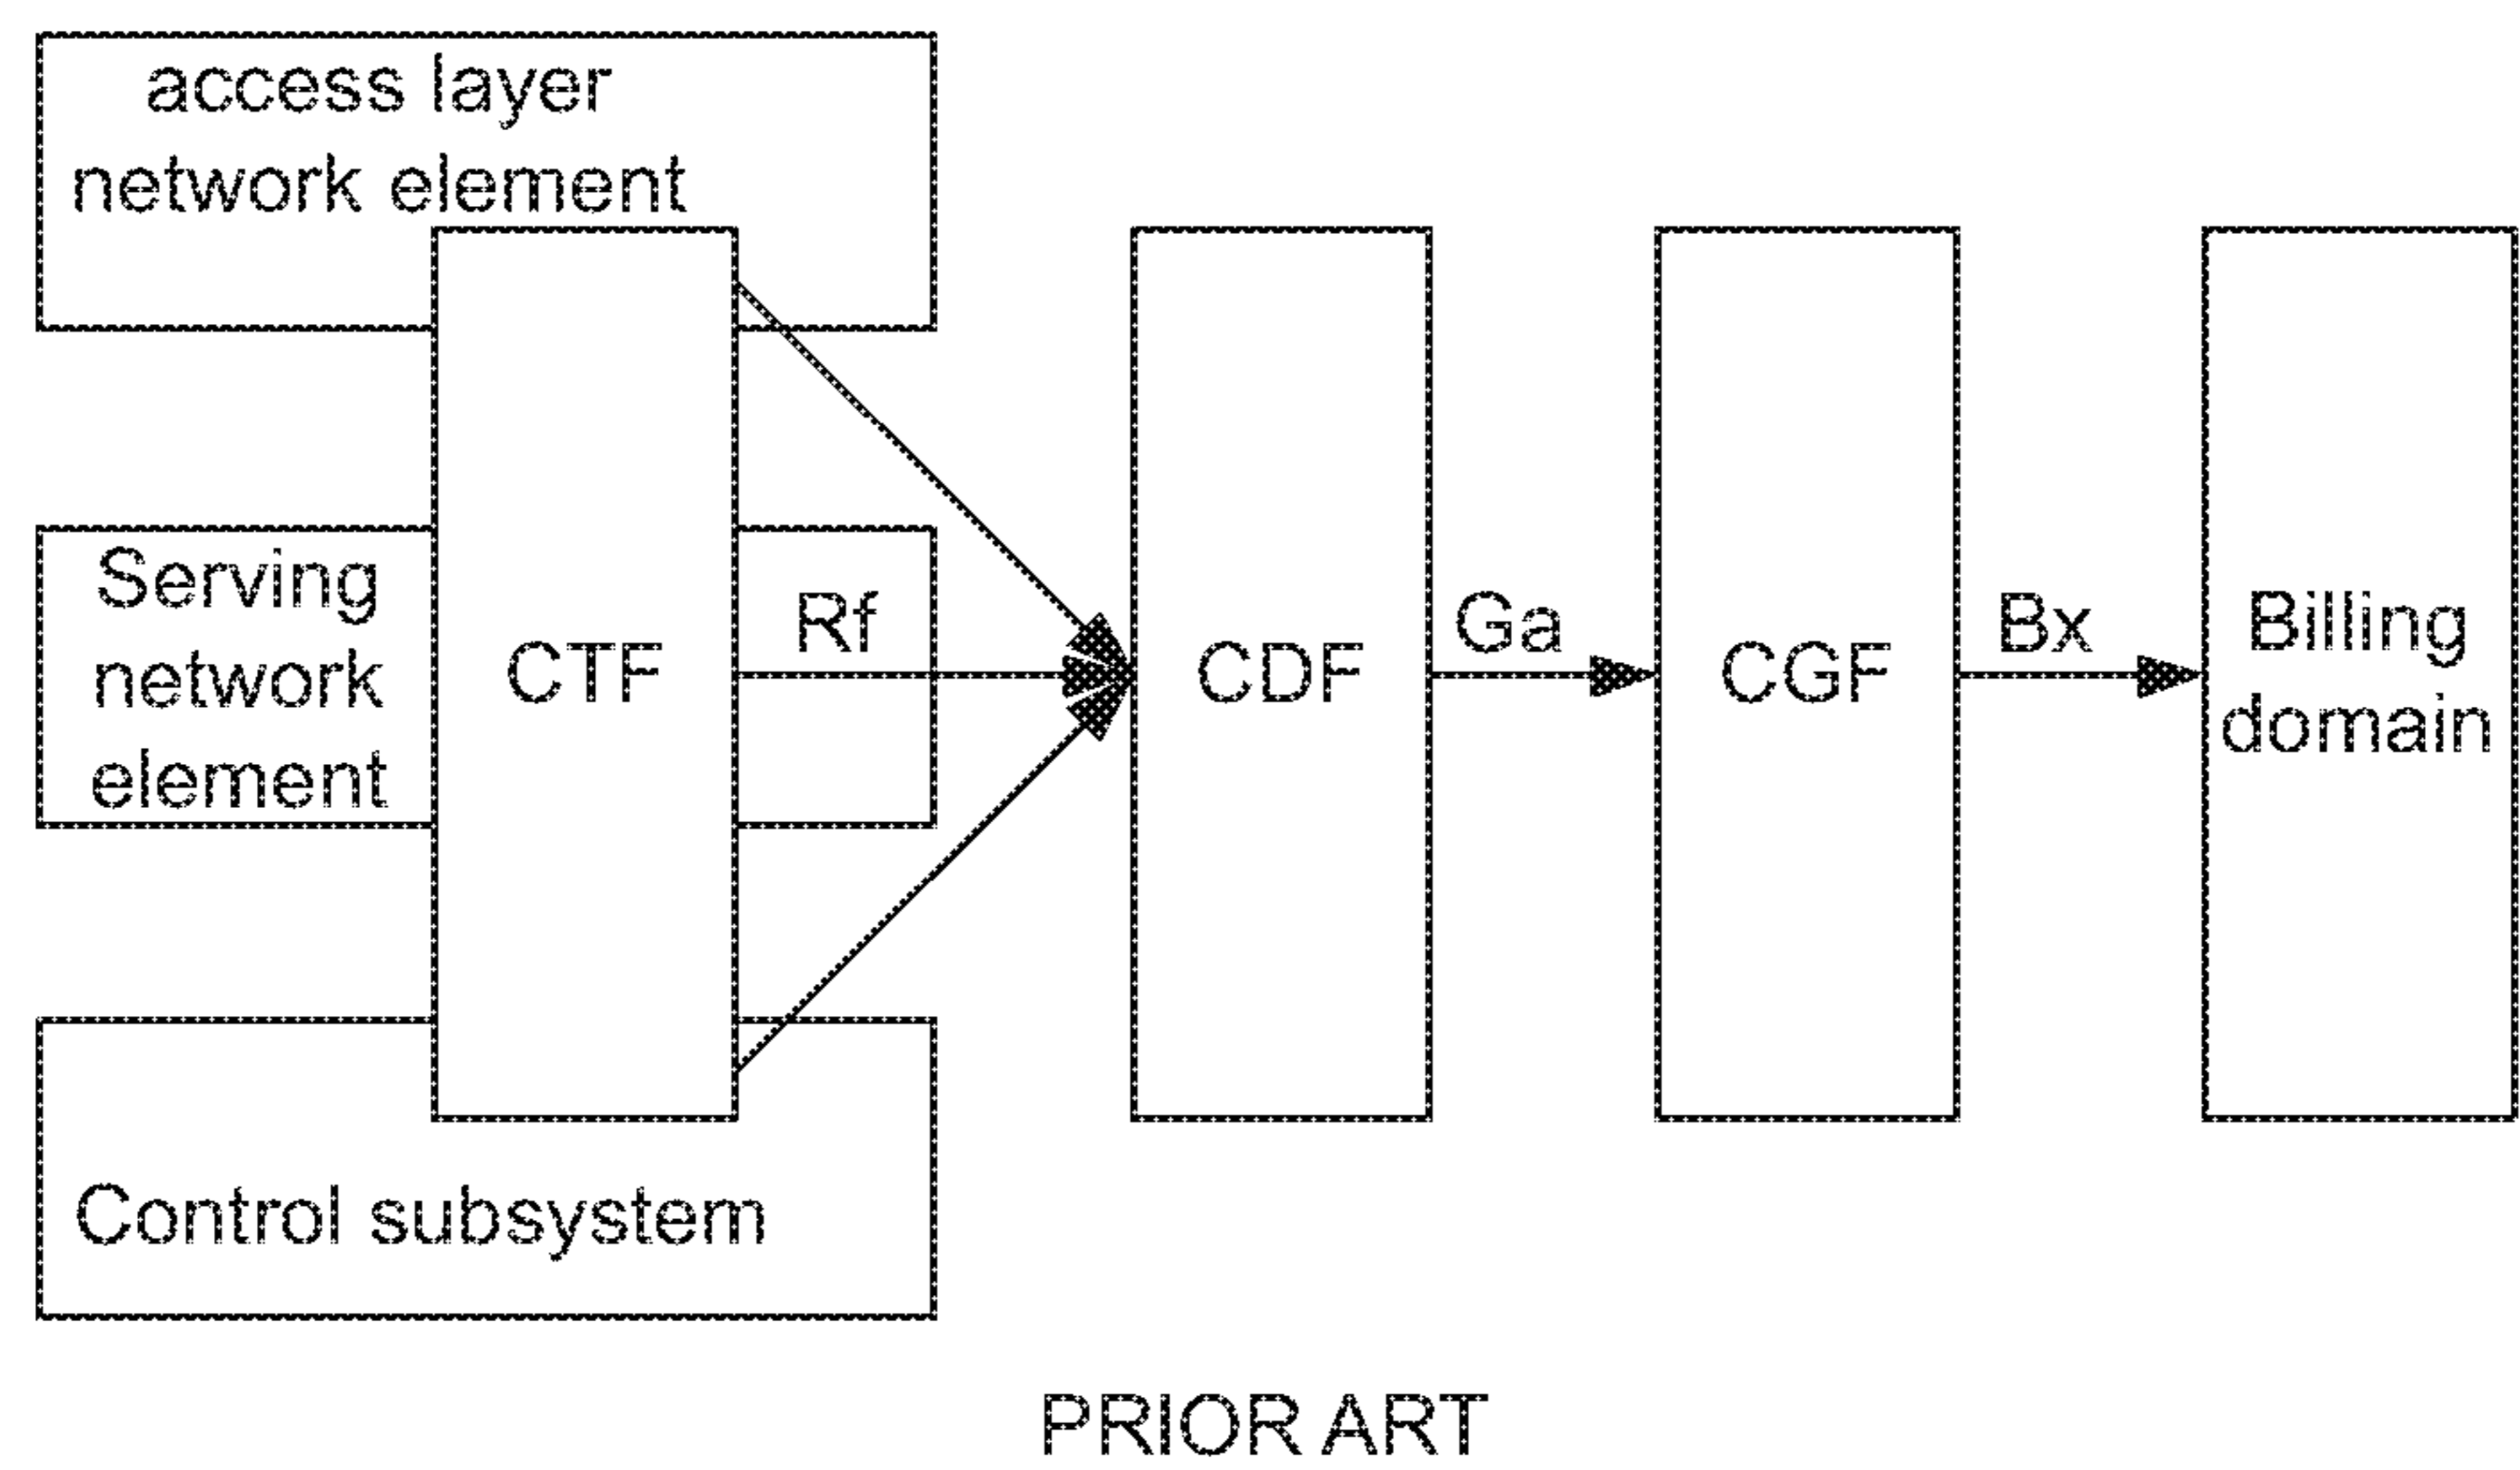 access layer
network element
Serving
network
element
CTF
Rf
CDF
Ga
CGF
Bx
Billing
domain
Control subsystem
PRIOR ART